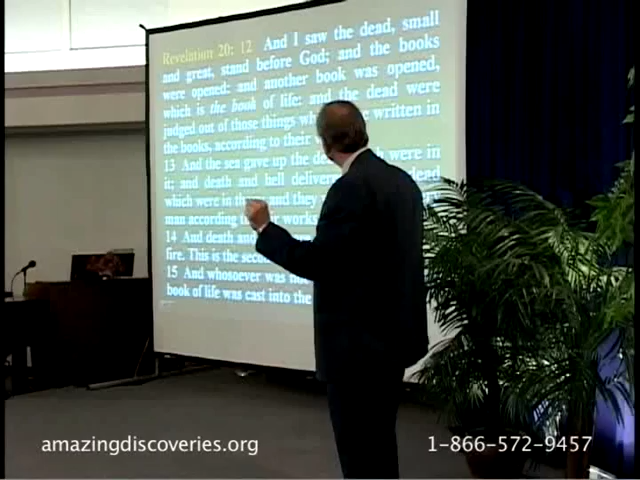 Revelation 20: 12 And I saw the dead, small
and great, stand before God; and the books
were opened: and another book was opened,
which is the book of life: and the dead were
judged out of those things written in
the books, according to their
13 And the sea gave up the were in
it; and death and hell dead
which were in and they
man according works
14 And death and
fire. This is the
15 And whosoever was not
book of life was cast into the
amazingdiscoveries.org
1-866-572-9457